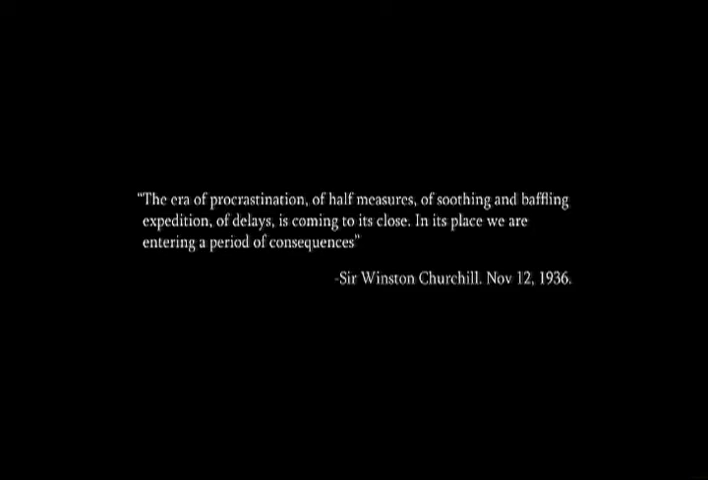 "The era of procrastination, of half measures, of soothing and baffling
expedition, of delays, is coming to its close. In its place we are
entering a period of consequences"
-Sir Winston Churchill. Nov 12, 1936.